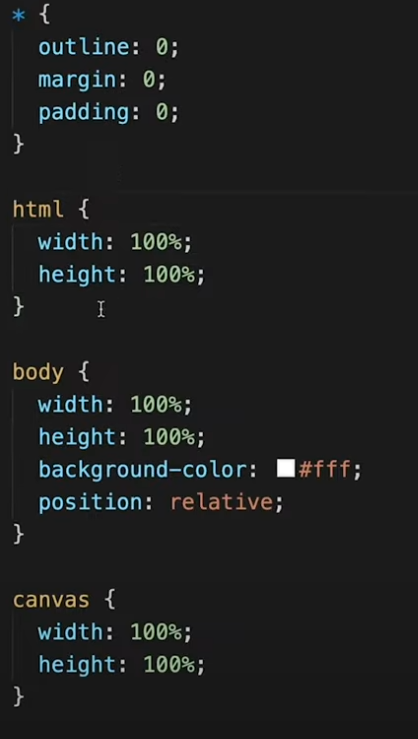 * {
outline: 0;
margin: 0;
padding: 0;
}
html {
width: 100%;
height: 100%;
}
body {
width: 100%;
height: 100%;
background-color: #fff;
position: relative;
}
canvas {
width: 100%;
height: 100%;
}